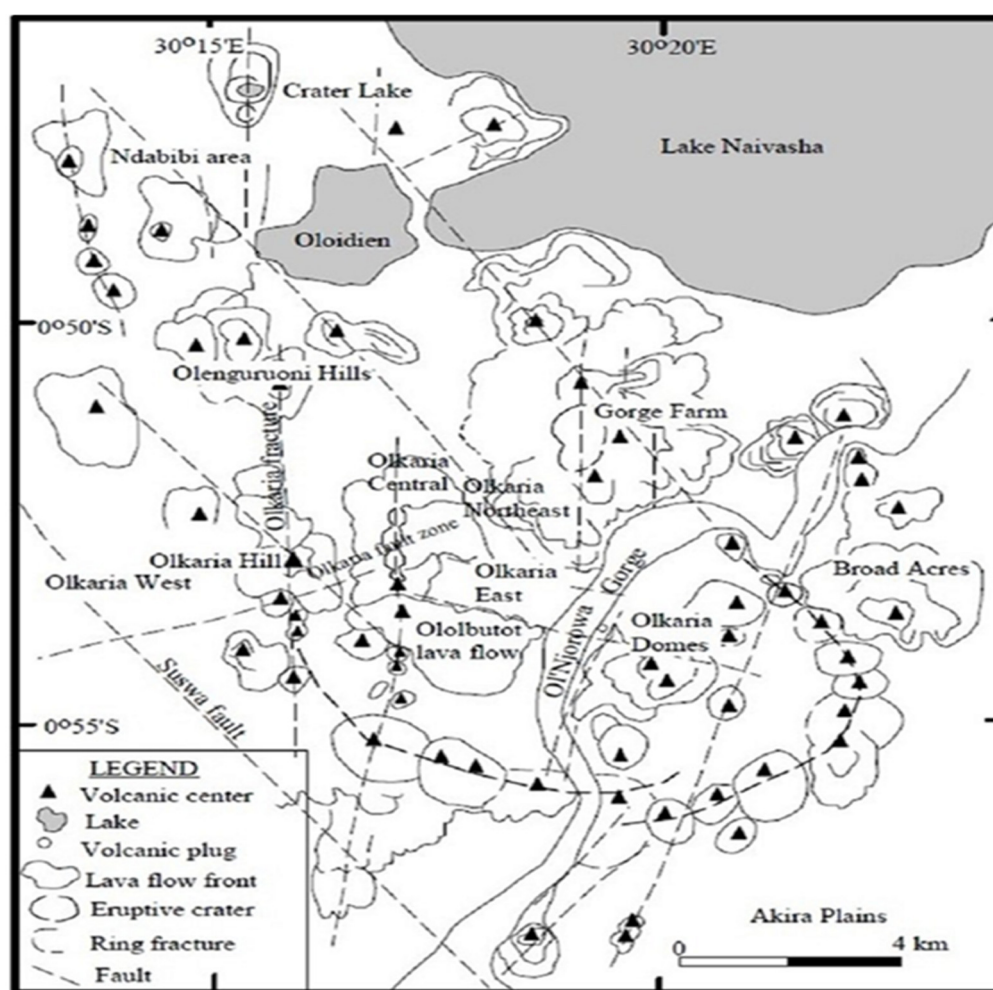 30°15'E
30°20'E
Crater Lake
Lake Naivasha
Ndabibi area
Oloidien
0°50'S
Olenguruoni Hills
Gorge Farm
Olkaria fracture
Olkaria
Central
Olkaria
Northeast
Olkaria fault zone
Olkaria Hill
Olkaria West
Olkaria
East
Gorge
Ol'Njorowa
Broad Acres
Olkaria
Domes
Ololbutot
lava flow
Suswa fault
0°55'S
LEGEND
Volcanic center
Lake
Volcanic plug
Lava flow front
Eruptive crater
Ring fracture
Fault
Akira Plains
0
4 km